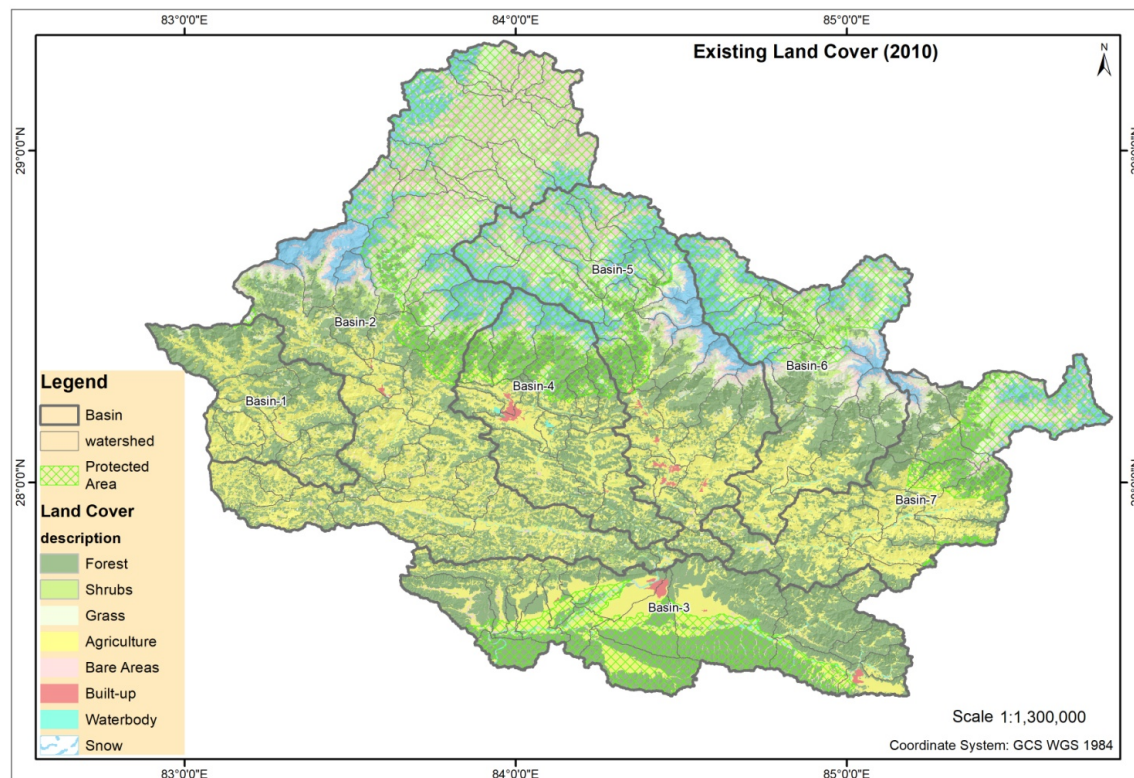 83°0'0"E
84°0'0"E
85°0'0"E
Existing Land Cover (2010)
N
29°0'0"N
Basin-5
Basin-2
Basin-6
Basin-4
Legend
Basin-1
Basin
watershed
Protected
Area
28°0'0"N
Basin-7
Land Cover
description
Forest
Shrubs
Grass
Basin-3
Agriculture
Bare Areas
Built-up
Waterbody
Snow
Scale 1:1,300,000
Coordinate System: GCS WGS 1984
83°0'0"E
84°0'0"E
85°0'0"E